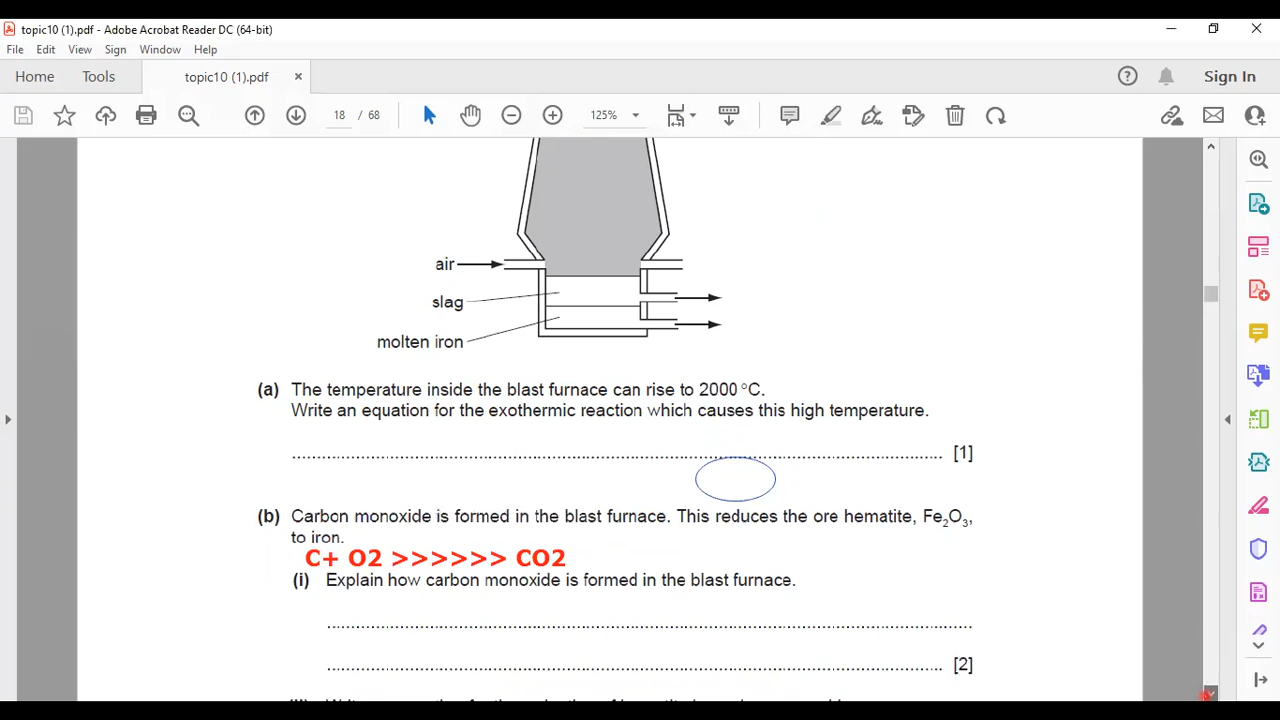 topic10 (1).pdf - Adobe Acrobat Reader DC (64-bit)
File Edit View Sign Window Help
Home Tools topic10 (1).pdf × Sign In
18 / 68 125%
air
slag
molten iron
(a) The temperature inside the blast furnace can rise to 2000 °C.
Write an equation for the exothermic reaction which causes this high temperature.
.......................................................................................................................................... [1]
(b) Carbon monoxide is formed in the blast furnace. This reduces the ore hematite, Fe2O3,
to iron.
C+ O2 >>>>>> CO2
(i) Explain how carbon monoxide is formed in the blast furnace.
..........................................................................................................................................
.................................................................................................................................. [2]